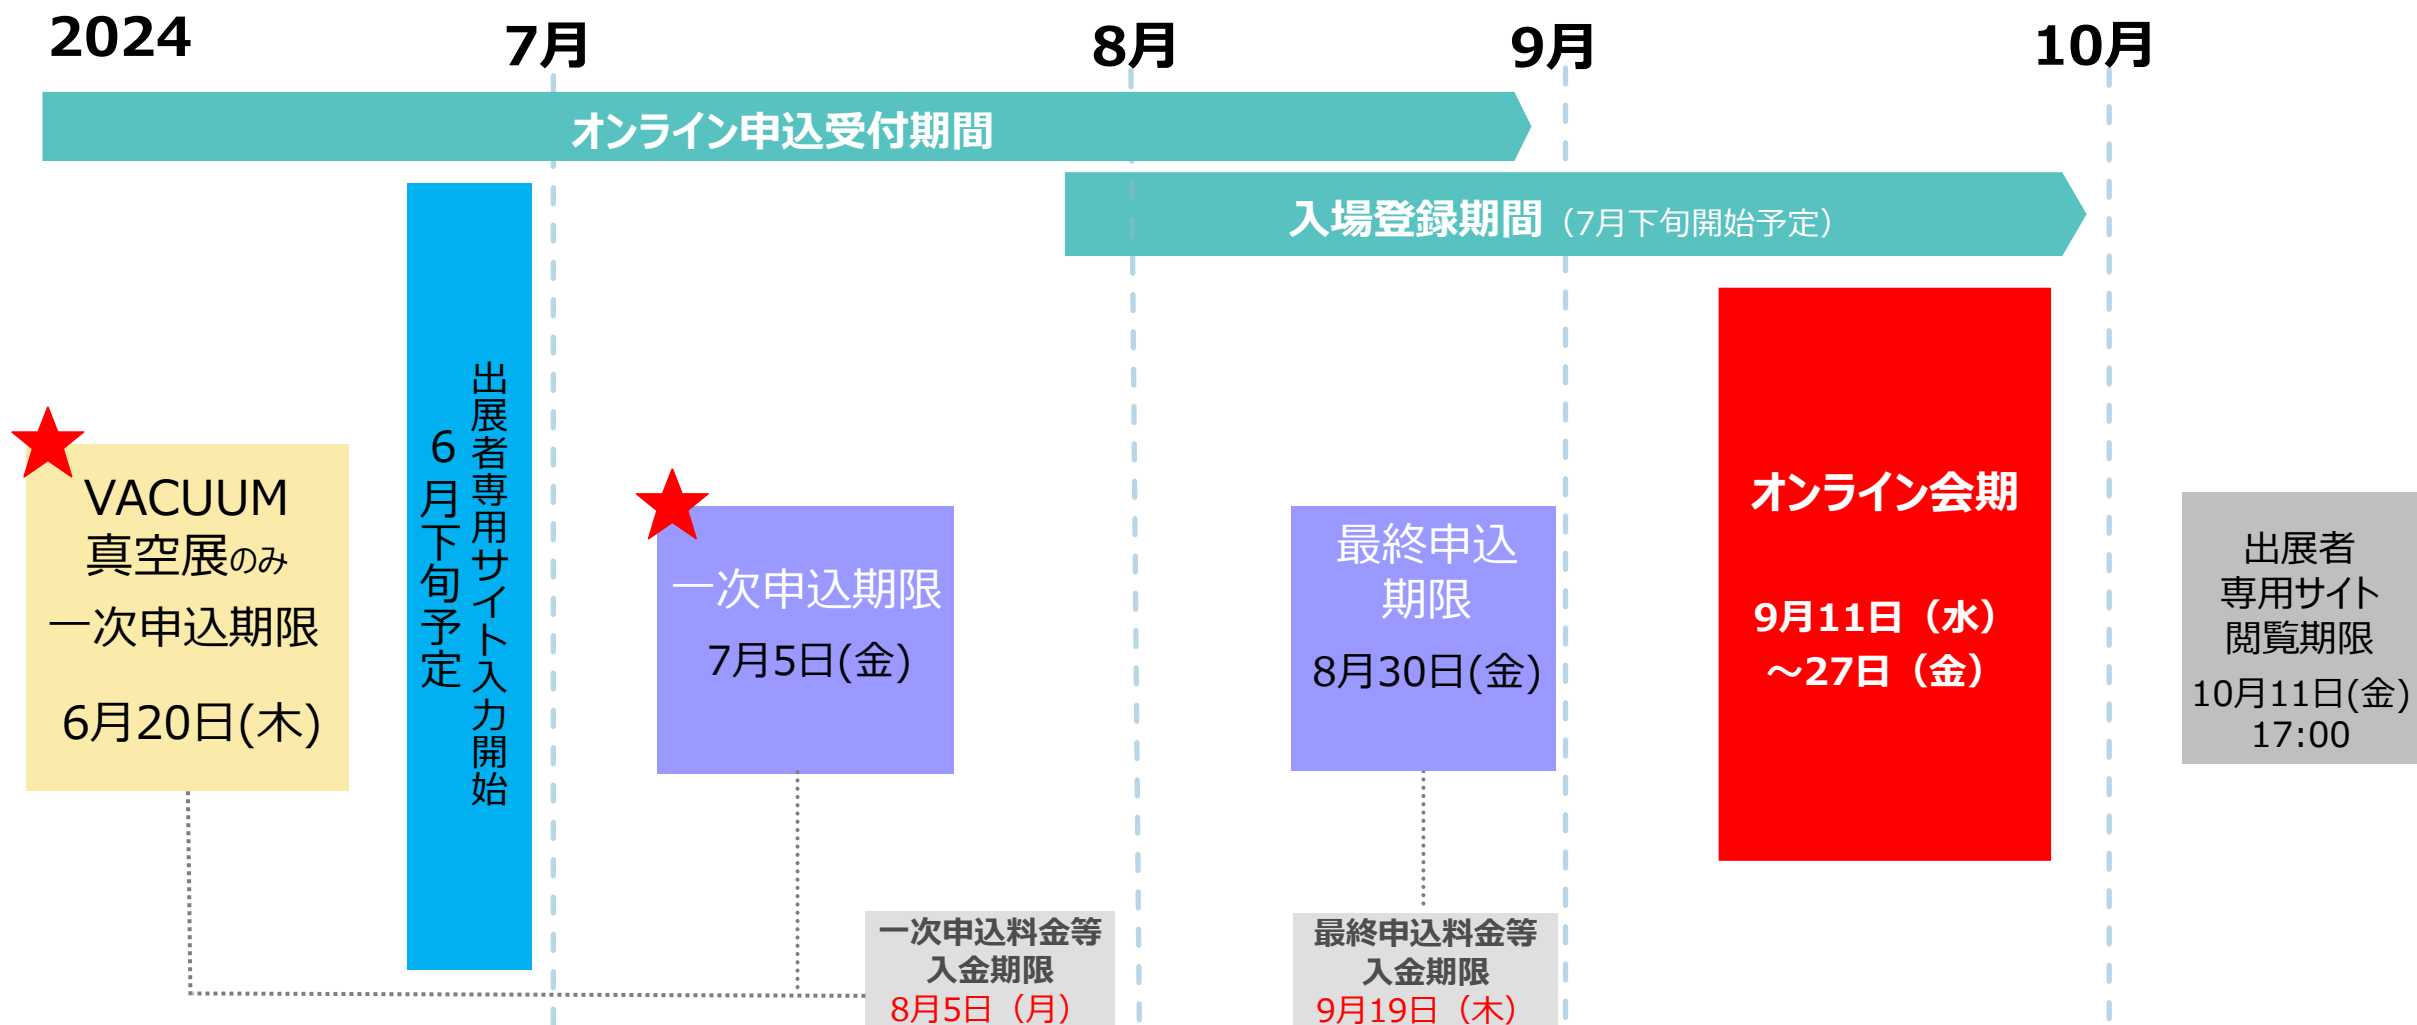 2024
7月
8月
9月
10月
オンライン申込受付期間
入場登録期間（7月下旬開始予定）
出展者専用サイト入力開始
6月下旬予定
VACUUM
真空展のみ
一次申込期限
6月20日(木)
一次申込期限
7月5日(金)
最終申込
期限
8月30日(金)
オンライン会期
9月11日（水）
～27日（金）
出展者
専用サイト
閲覧期限
10月11日(金)
17:00
一次申込料金等
入金期限
8月5日（月）
最終申込料金等
入金期限
9月19日（木）